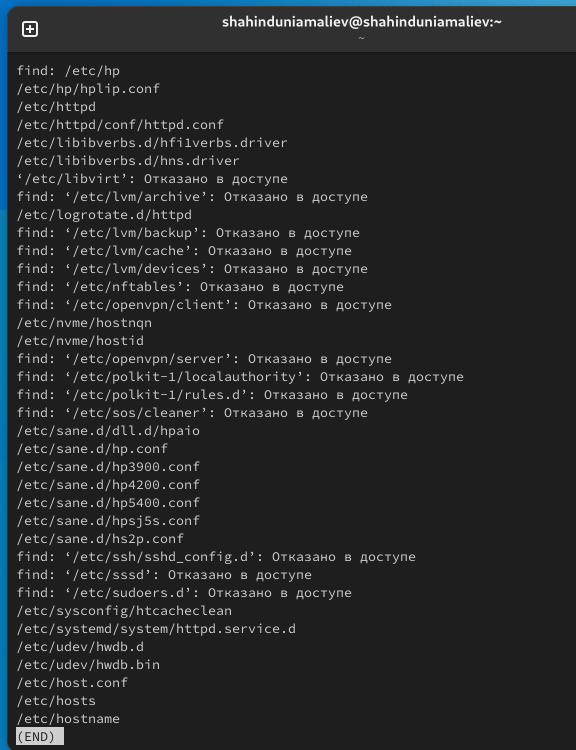 shahinduniamaliev@shahinduniamaliev:~
~
find: /etc/hp
/etc/hp/hplip.conf
/etc/httpd
/etc/httpd/conf/httpd.conf
/etc/libibverbs.d/hfi1verbs.driver
/etc/libibverbs.d/hns.driver
‘/etc/libvirt’: Отказано в доступе
find: ‘/etc/lvm/archive’: Отказано в доступе
/etc/logrotate.d/httpd
find: ‘/etc/lvm/backup’: Отказано в доступе
find: ‘/etc/lvm/cache’: Отказано в доступе
find: ‘/etc/lvm/devices’: Отказано в доступе
find: ‘/etc/nftables’: Отказано в доступе
find: ‘/etc/openvpn/client’: Отказано в доступе
/etc/nvme/hostnqn
/etc/nvme/hostid
find: ‘/etc/openvpn/server’: Отказано в доступе
find: ‘/etc/polkit-1/localauthority’: Отказано в доступе
find: ‘/etc/polkit-1/rules.d’: Отказано в доступе
find: ‘/etc/sos/cleaner’: Отказано в доступе
/etc/sane.d/dll.d/hpaio
/etc/sane.d/hp.conf
/etc/sane.d/hp3900.conf
/etc/sane.d/hp4200.conf
/etc/sane.d/hp5400.conf
/etc/sane.d/hpsj5s.conf
/etc/sane.d/hs2p.conf
find: ‘/etc/ssh/sshd_config.d’: Отказано в доступе
find: ‘/etc/sssd’: Отказано в доступе
find: ‘/etc/sudoers.d’: Отказано в доступе
/etc/sysconfig/htcacheclean
/etc/systemd/system/httpd.service.d
/etc/udev/hwdb.d
/etc/udev/hwdb.bin
/etc/host.conf
/etc/hosts
/etc/hostname
(END)